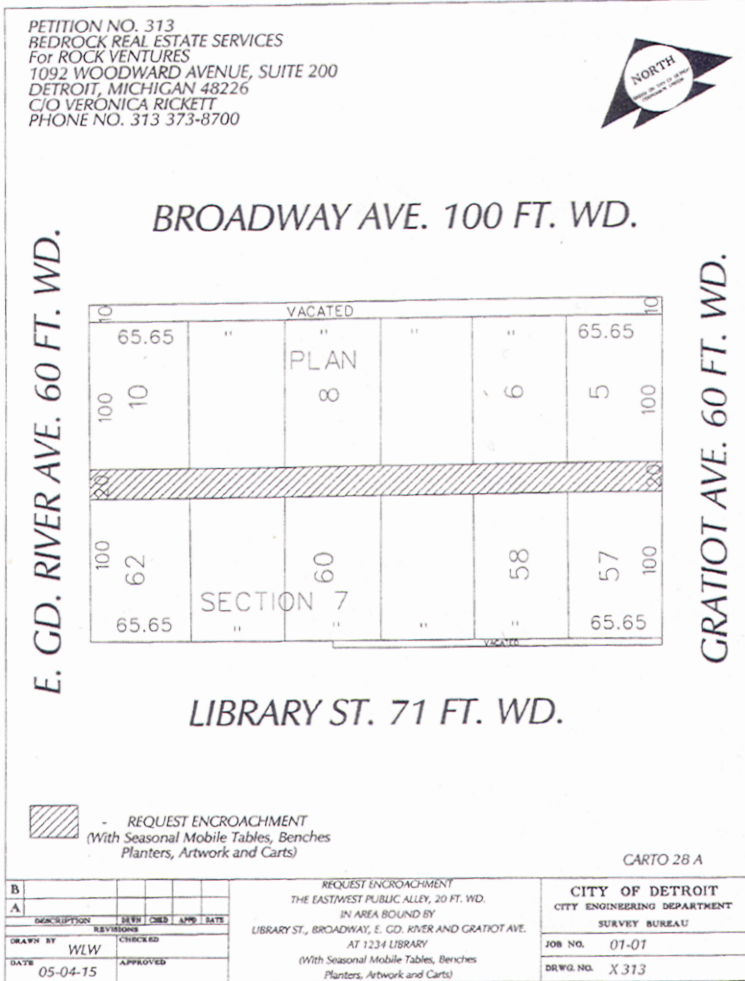 PETITION NO. 313
BEDROCK REAL ESTATE SERVICES
For ROCK VENTURES
1092 WOODWARD AVENUE, SUITE 200
DETROIT, MICHIGAN 48226
C/O VERONICA RICKETT
PHONE NO. 313 373-8700
NORTH
BROADWAY AVE. 100 FT. WD.
E. GD. RIVER AVE. 60 FT. WD.
GRATIOT AVE. 60 FT. WD.
10 VACATED 10
65.65 " " " " 65.65
PLAN
100 10 8 6 5 100
20 20
100 62 60 58 57 100
SECTION 7
65.65 " " " " 65.65
VACATED
LIBRARY ST. 71 FT. WD.
- REQUEST ENCROACHMENT
(With Seasonal Mobile Tables, Benches
Planters, Artwork and Carts)
CARTO 28 A
B
A
DESCRIPTION DRWN CHKD APPD DATE
REVISIONS
DRAWN BY WLW CHECKED
DATE 05-04-15 APPROVED
REQUEST ENCROACHMENT
THE EAST/WEST PUBLIC ALLEY, 20 FT. WD.
IN AREA BOUND BY
LIBRARY ST., BROADWAY, E. GD. RIVER AND GRATIOT AVE.
AT 1234 LIBRARY
(With Seasonal Mobile Tables, Benches
Planters, Artwork and Carts)
CITY OF DETROIT
CITY ENGINEERING DEPARTMENT
SURVEY BUREAU
JOB NO. 01-01
DRWG. NO. X 313